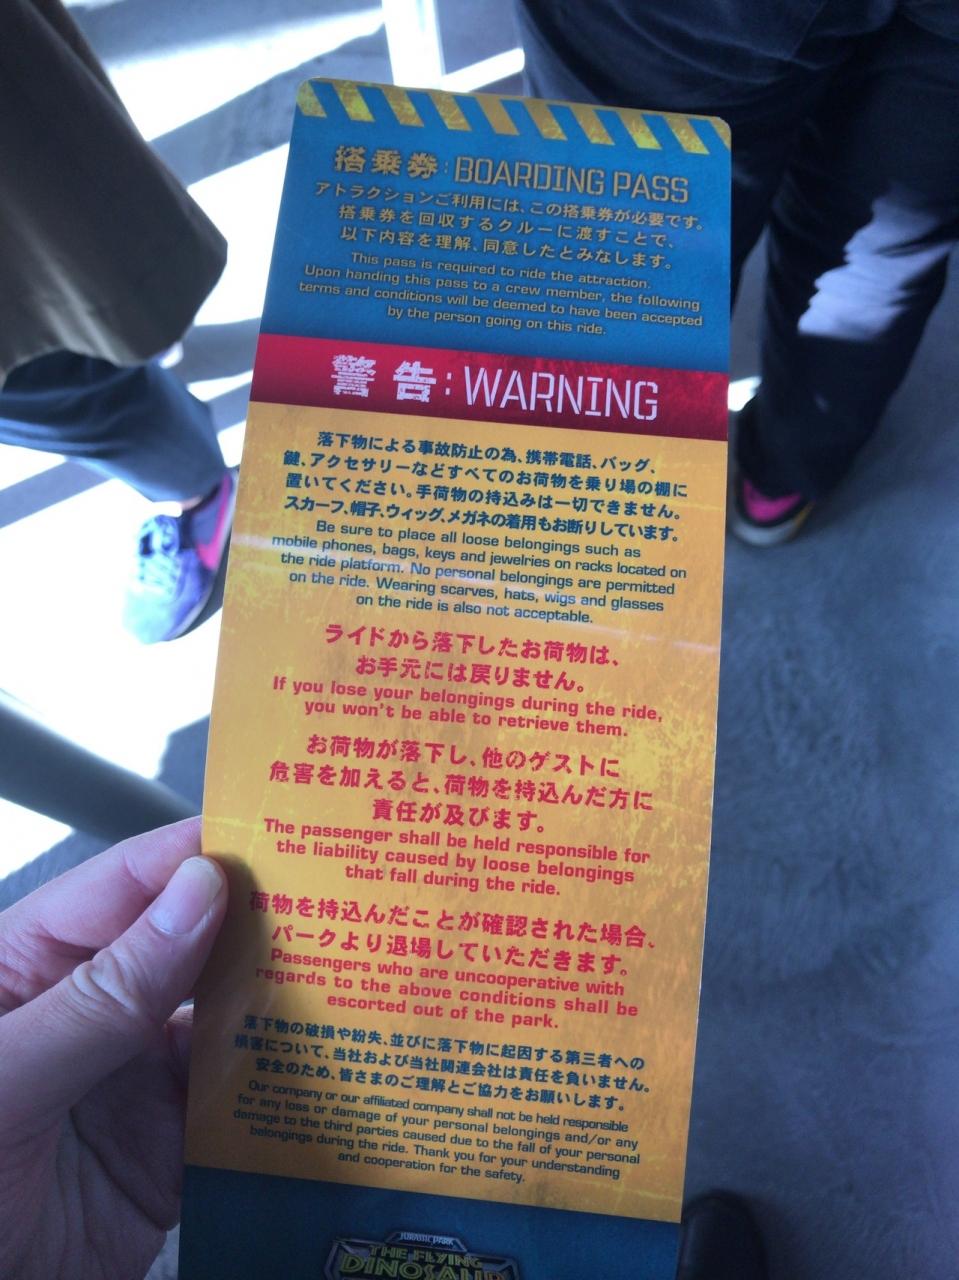 搭乗券:BOARDING PASS
アトラクションご利用には、この搭乗券が必要です。
搭乗券を回収するクルーに渡すことで、
以下内容を理解、同意したとみなします。
This pass is required to ride the attraction.
Upon handing this pass to a crew member, the following
terms and conditions will be deemed to have been accepted
by the person going on this ride.
警告:WARNING
落下物による事故防止の為、携帯電話、バッグ、
鍵、アクセサリーなどすべてのお荷物を乗り場の棚に
置いてください。手荷物の持込みは一切できません。
スカーフ、帽子、ウィッグ、メガネの着用もお断りしています。
Be sure to place all loose belongings such as
mobile phones, bags, keys and jewelries on racks located on
the ride platform. No personal belongings are permitted
on the ride. Wearing scarves, hats, wigs and glasses
on the ride is also not acceptable.
ライドから落下したお荷物は、
お手元には戻りません。
If you lose your belongings during the ride,
you won't be able to retrieve them.
お荷物が落下し、他のゲストに
危害を加えると、荷物を持込んだ方に
責任が及びます。
The passenger shall be held responsible for
the liability caused by loose belongings
that fall during the ride.
荷物を持込んだことが確認された場合、
パークより退場していただきます。
Passengers who are uncooperative with
regards to the above conditions shall be
escorted out of the park.
落下物の破損や紛失、並びに落下物に起因する第三者への
損害について、当社および当社関連会社は責任を負いません。
安全のため、皆さまのご理解とご協力をお願いします。
Our company or our affiliated company shall not be held responsible
for any loss or damage of your personal belongings and/or any
damage to the third parties caused due to the fall of your personal
belongings during the ride. Thank you for your understanding
and cooperation for the safety.
JURASSIC PARK
THE FLYING
DINOSAUR